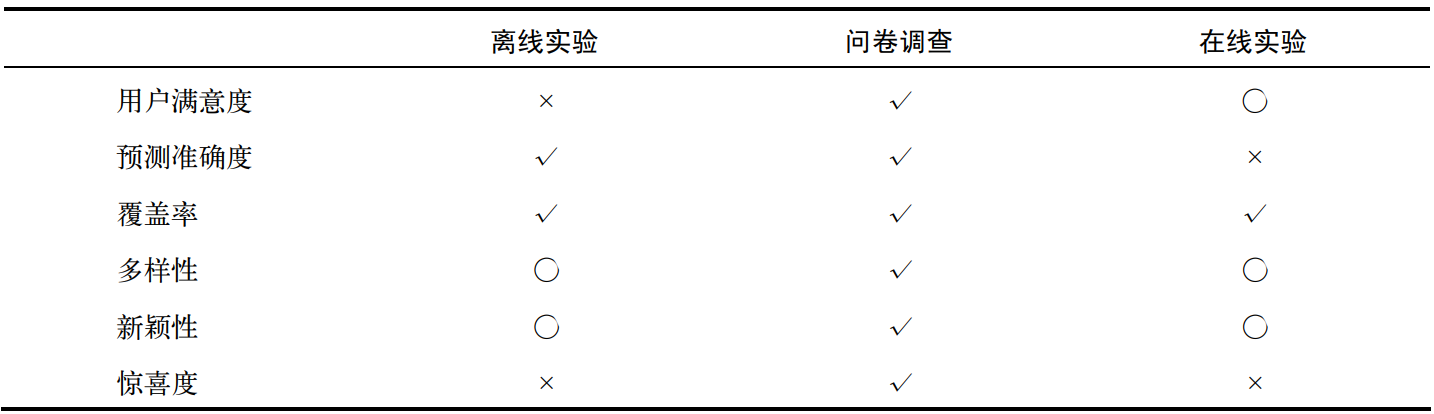 离线实验 问卷调查 在线实验
用户满意度 × √ ○
预测准确度 √ √ ×
覆盖率 √ √ √
多样性 ○ √ ○
新颖性 ○ √ ○
惊喜度 × √ ×